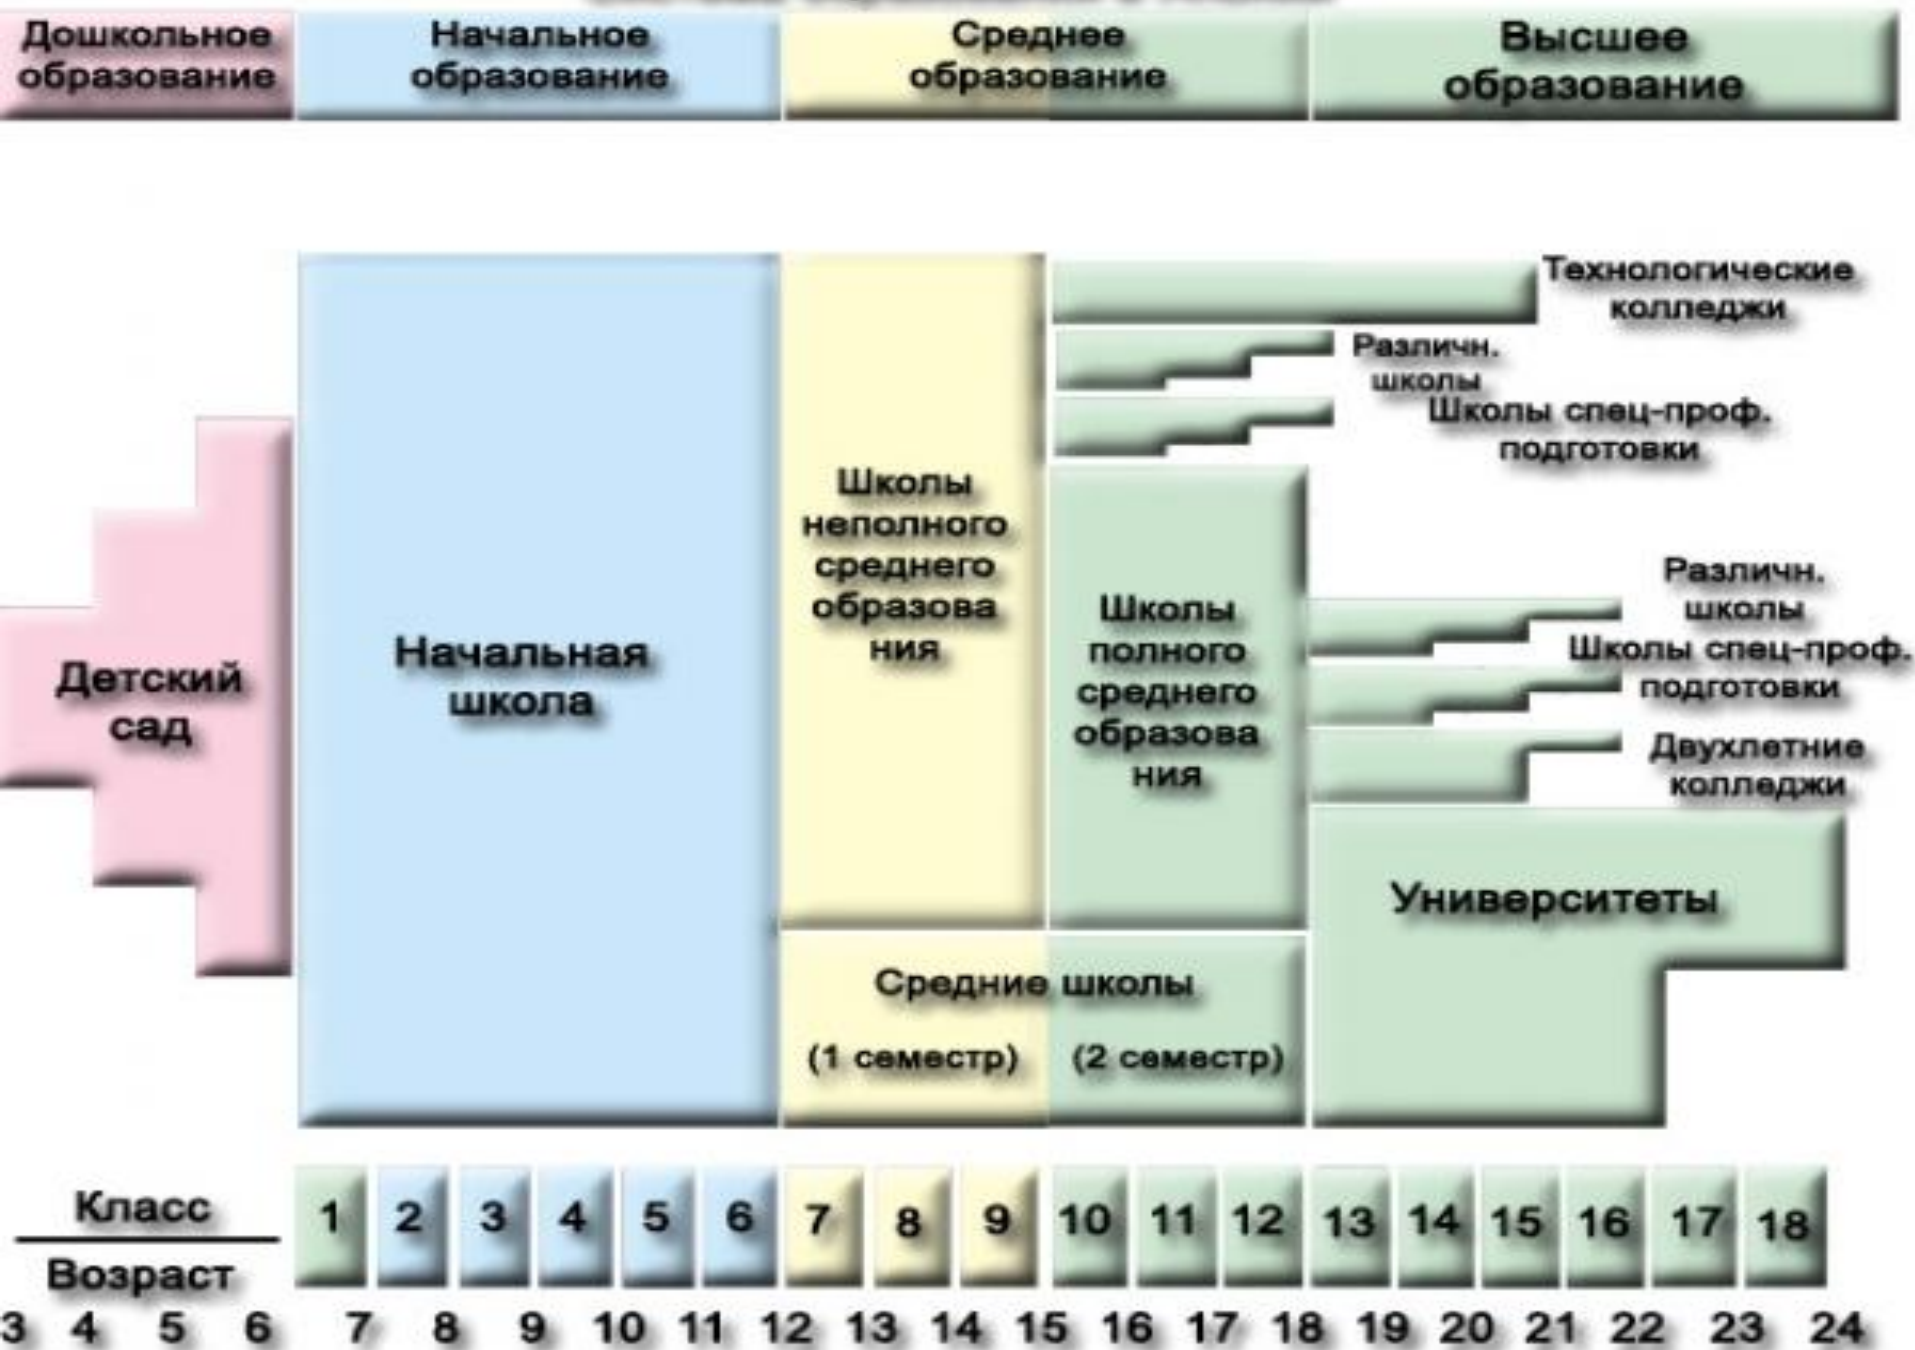 Дошкольное
образование
Начальное
образование
Среднее
образование
Высшее
образование
Технологические
колледжи
Различн.
школы
Школы спец-проф.
подготовки
Школы
неполного
среднего
образова
ния
Школы
полного
среднего
образова
ния
Различн.
школы
Школы спец-проф.
подготовки
Двухлетние
колледжи
Детский
сад
Начальная
школа
Университеты
Средние школы
(1 семестр) (2 семестр)
Класс
1 2 3 4 5 6 7 8 9 10 11 12 13 14 15 16 17 18
Возраст
3 4 5 6 7 8 9 10 11 12 13 14 15 16 17 18 19 20 21 22 23 24